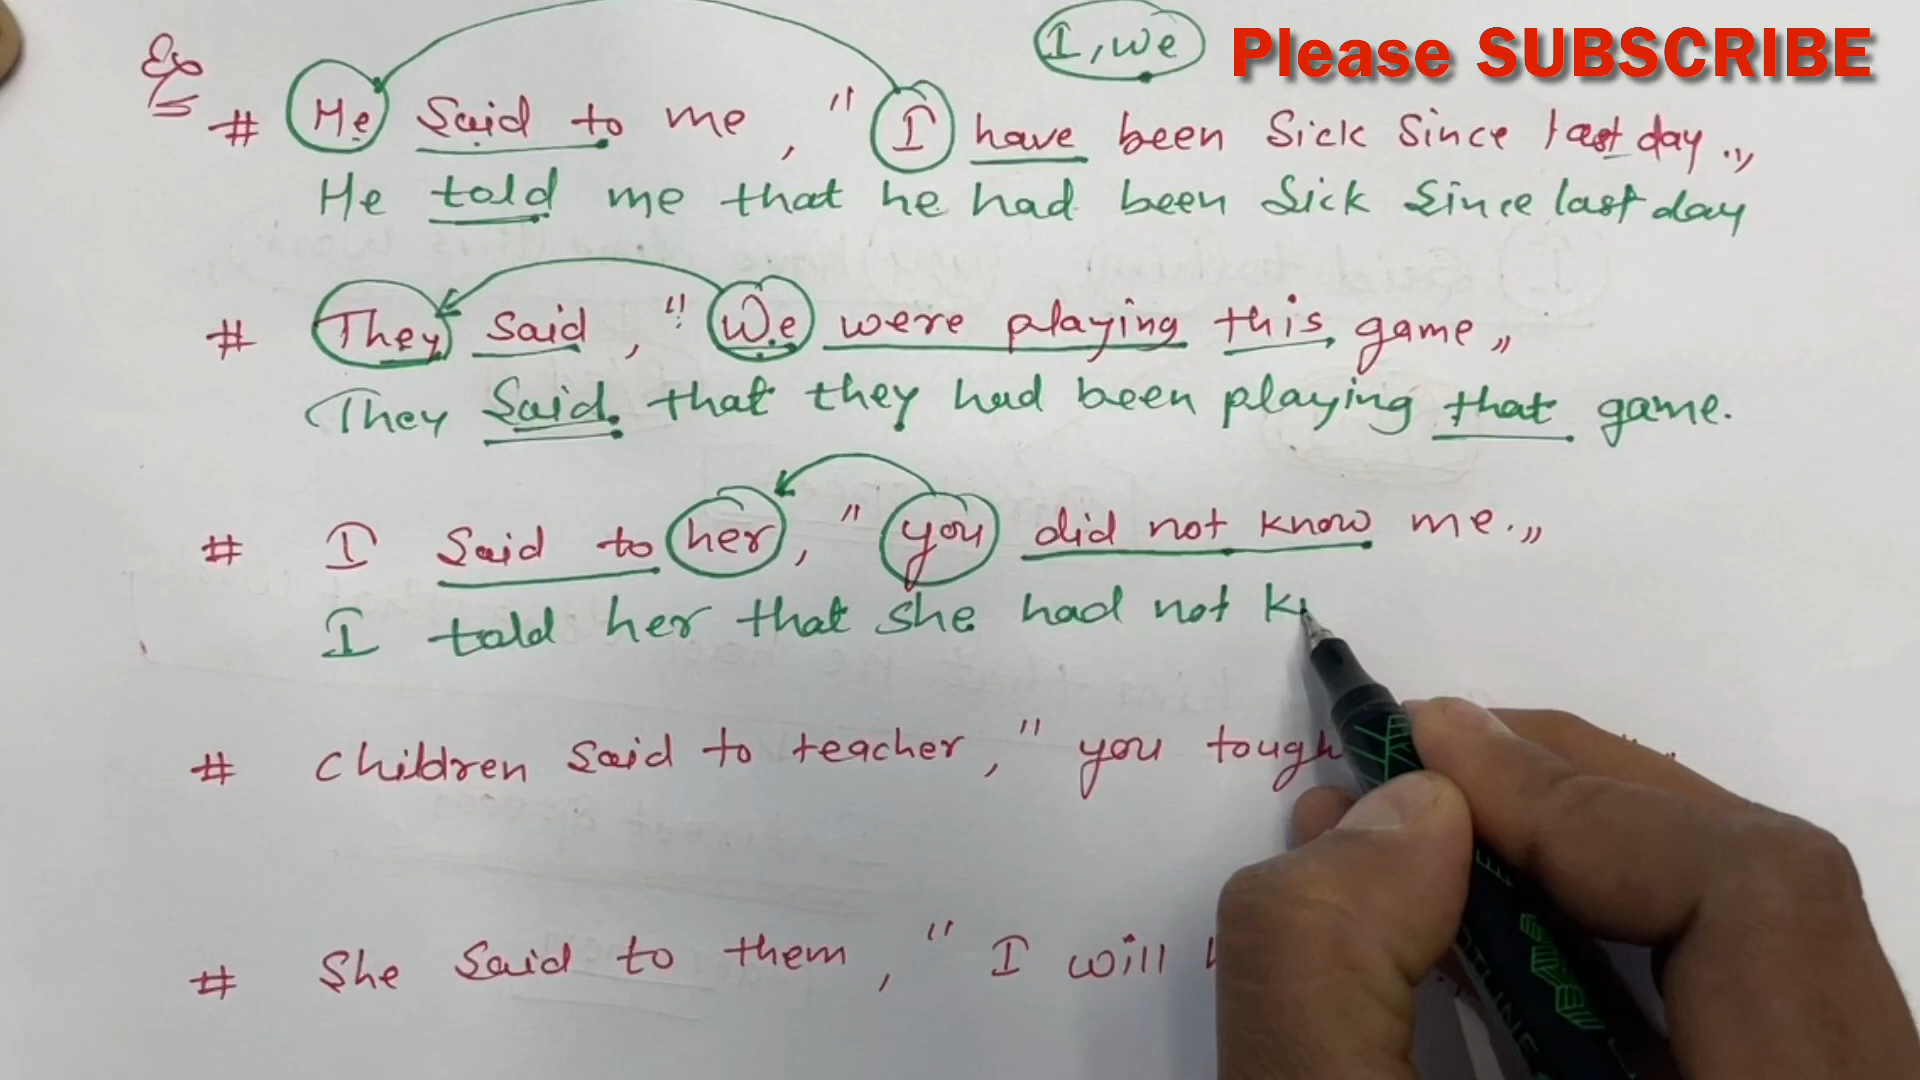 I, we Please SUBSCRIBE
Ex
# He said to me, " I have been sick since last day.,,
He told me that he had been sick since last day
# They said, " We were playing this game,,
They said that they had been playing that game.
# I said to her, " you did not know me.,,
I told her that she had not
# children said to teacher, " you
# She said to them, " I will